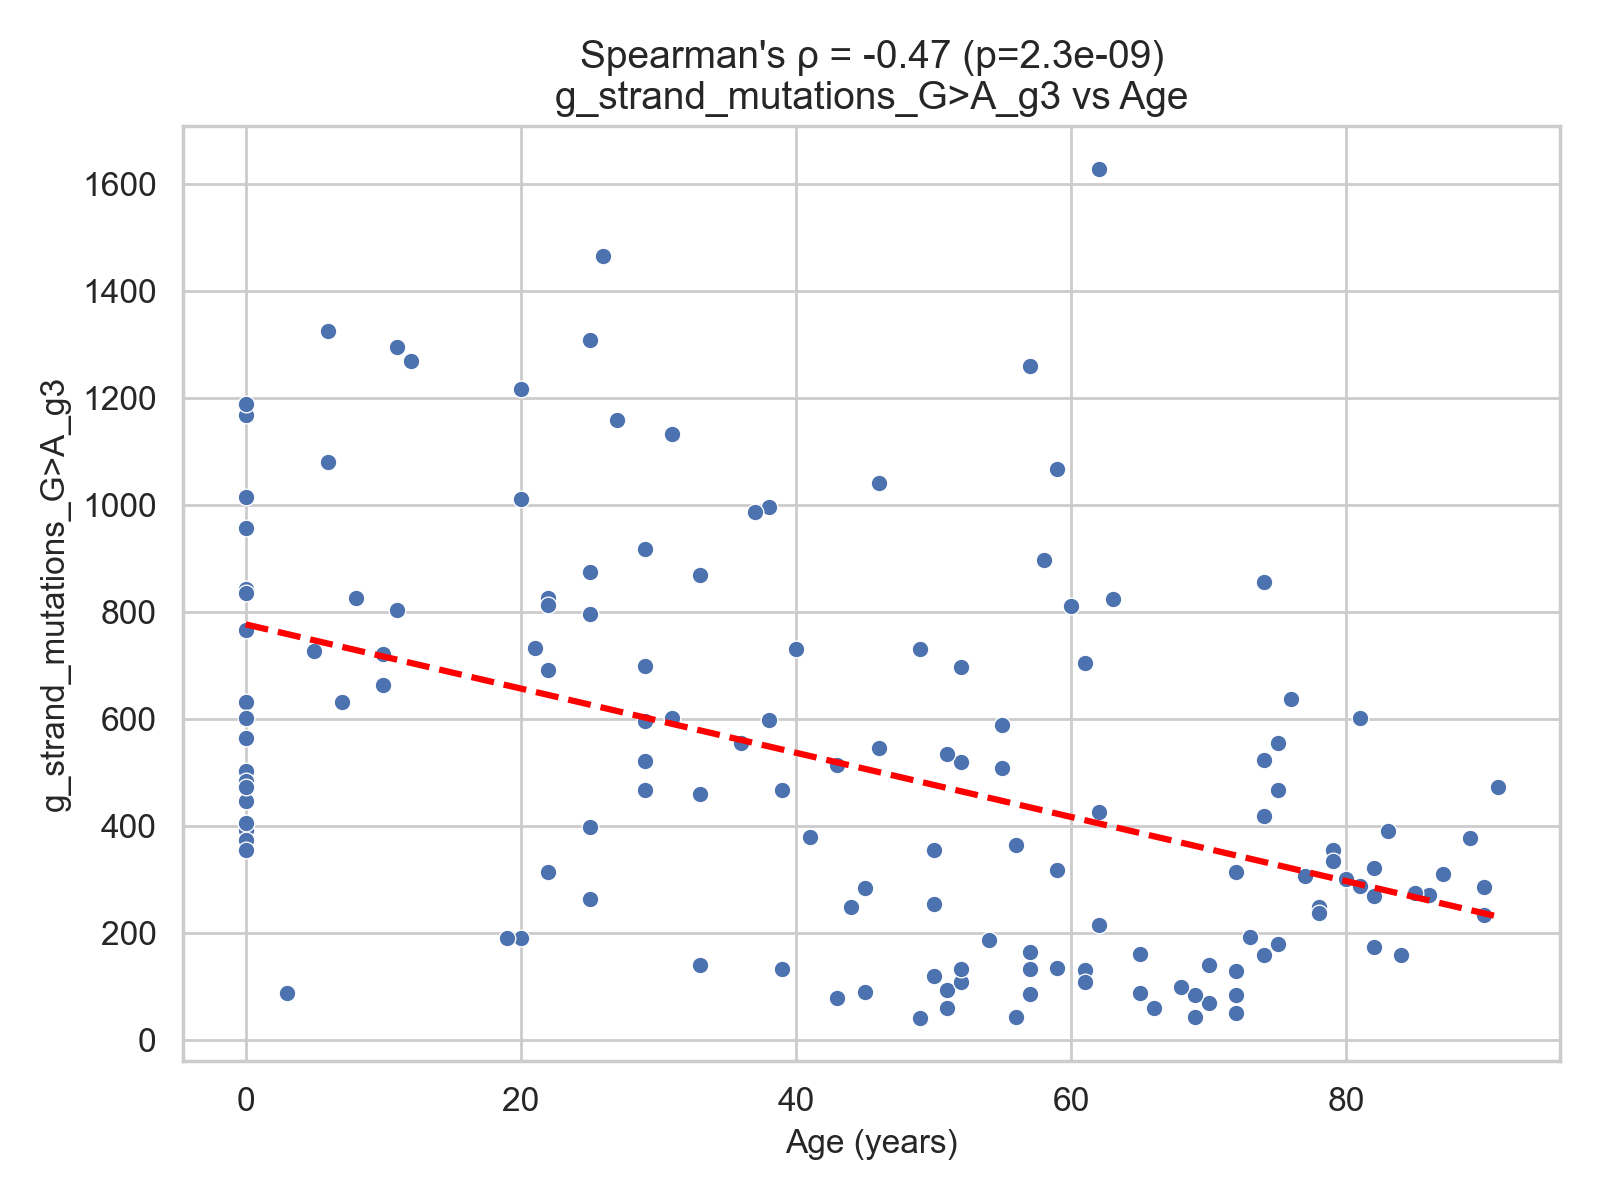 Spearman's ρ = -0.47 (p=2.3e-09)
g_strand_mutations_G>A_g3 vs Age
g_strand_mutations_G>A_g3
1600
1400
1200
1000
800
600
400
200
0
0 20 40 60 80
Age (years)